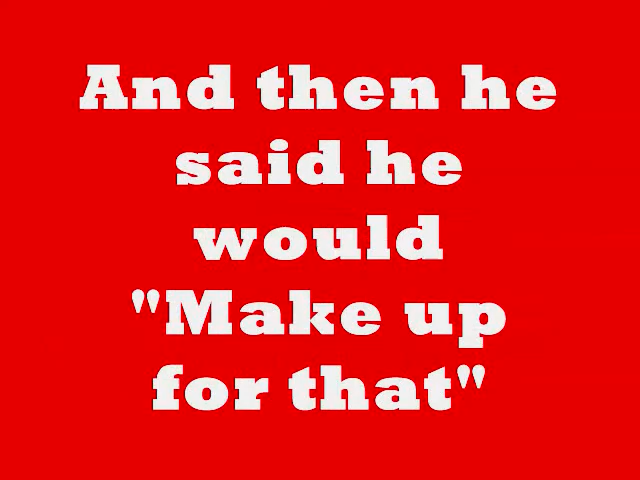 And then he
said he
would
"Make up
for that"